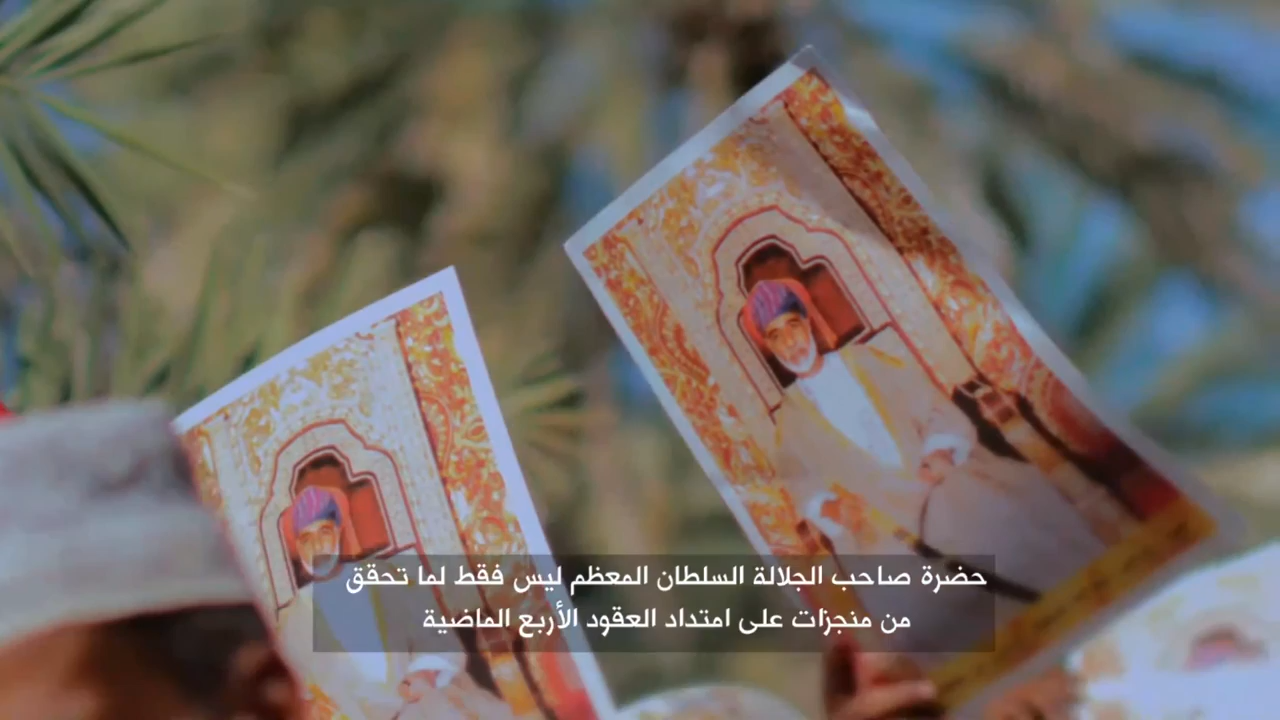 حضرة صاحب الجلالة السلطان المعظم ليس فقط لما تحقق
من منجزات على امتداد العقود الأربع الماضية